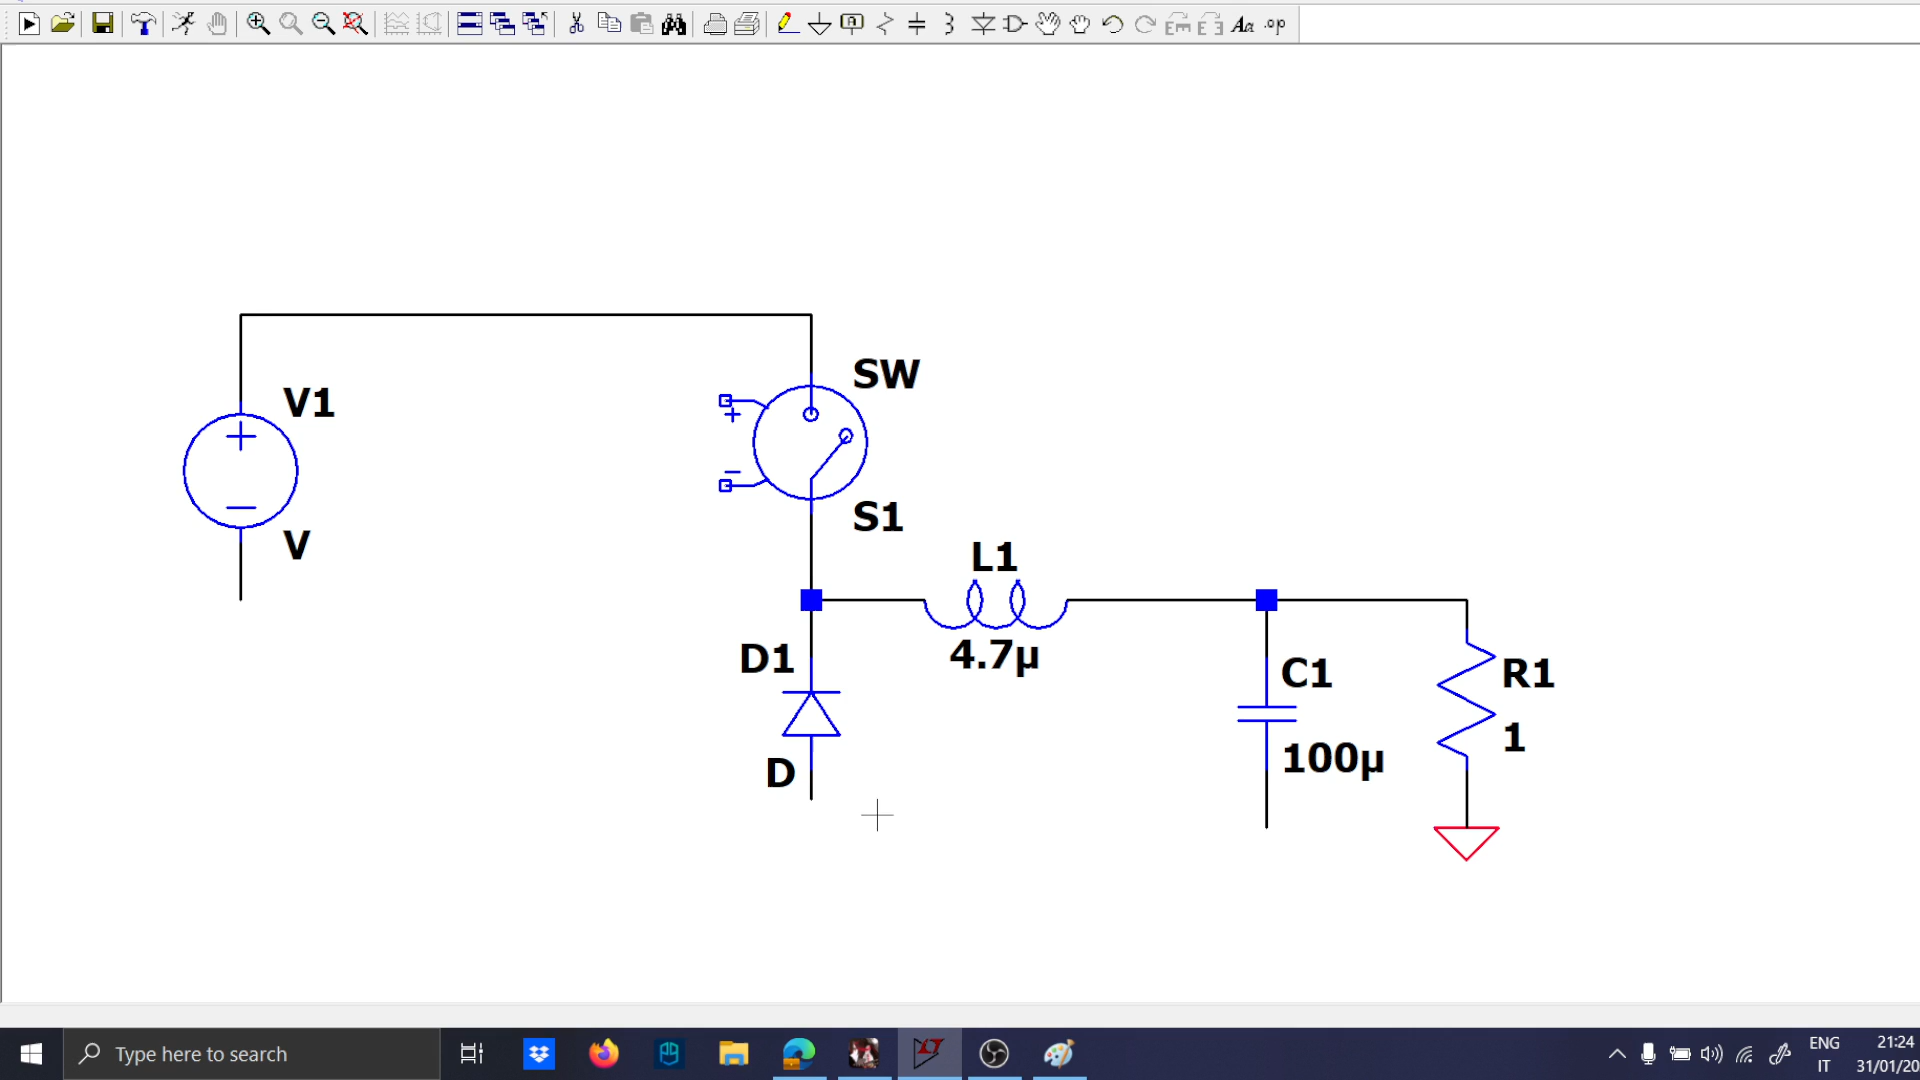 SW
V1
S1
V
L1
4.7µ
D1
C1
R1
1
100µ
D
Type here to search
ENG
IT
21:24
31/01/20